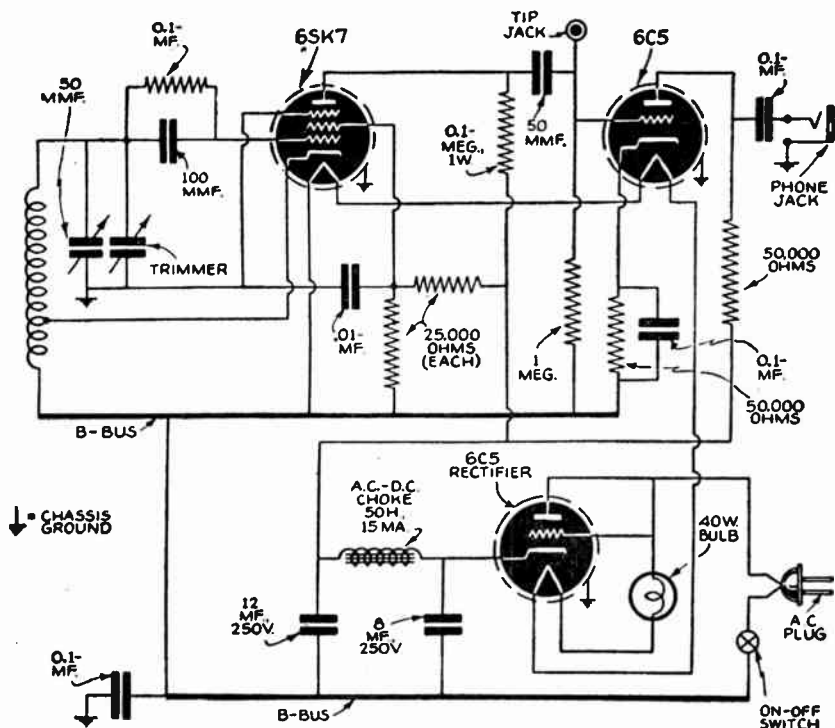 0.1-
MF.
50
MMF.
6SK7
TIP
JACK
6C5
0.1-
MF.
100
MMF.
0.1-
MEG.,
1W.
50
MMF.
PHONE
JACK
TRIMMER
.01-
MF.
25,000
OHMS
(EACH)
1
MEG.
50,000
OHMS
0.1-
MF.
50,000
OHMS
B-BUS
= CHASSIS
GROUND
A.C.-D.C.
CHOKE
50H.
15 MA.
6C5
RECTIFIER
40W.
BULB
12
MF.,
250V.
8
MF.,
250V.
A C
PLUG
0.1-
MF.
B-BUS
ON-OFF
SWITCH